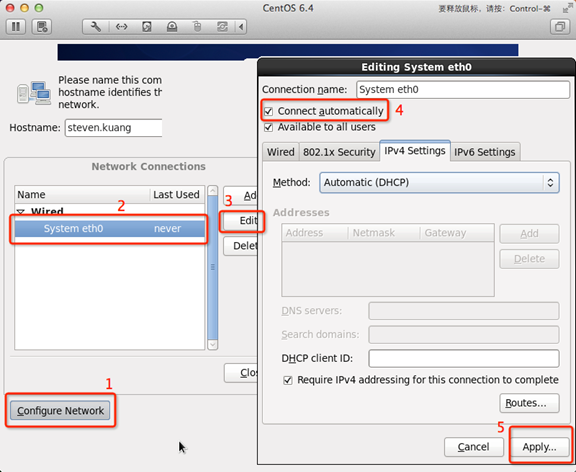 CentOS 6.4
要释放鼠标，请按：Control-⌘
Please name this com
hostname identifies th
network.
Hostname: steven.kuang
Network Connections
Name Last Used
Wired
2
System eth0 never
Ad
3
Edit
Delet
Clos
1
Configure Network
Editing System eth0
Connection name: System eth0
Connect automatically 4
Available to all users
Wired 802.1x Security IPv4 Settings IPv6 Settings
Method: Automatic (DHCP)
Addresses
Address Netmask Gateway Add
Delete
DNS servers:
Search domains:
DHCP client ID:
Require IPv4 addressing for this connection to complete
Routes...
5
Cancel Apply...